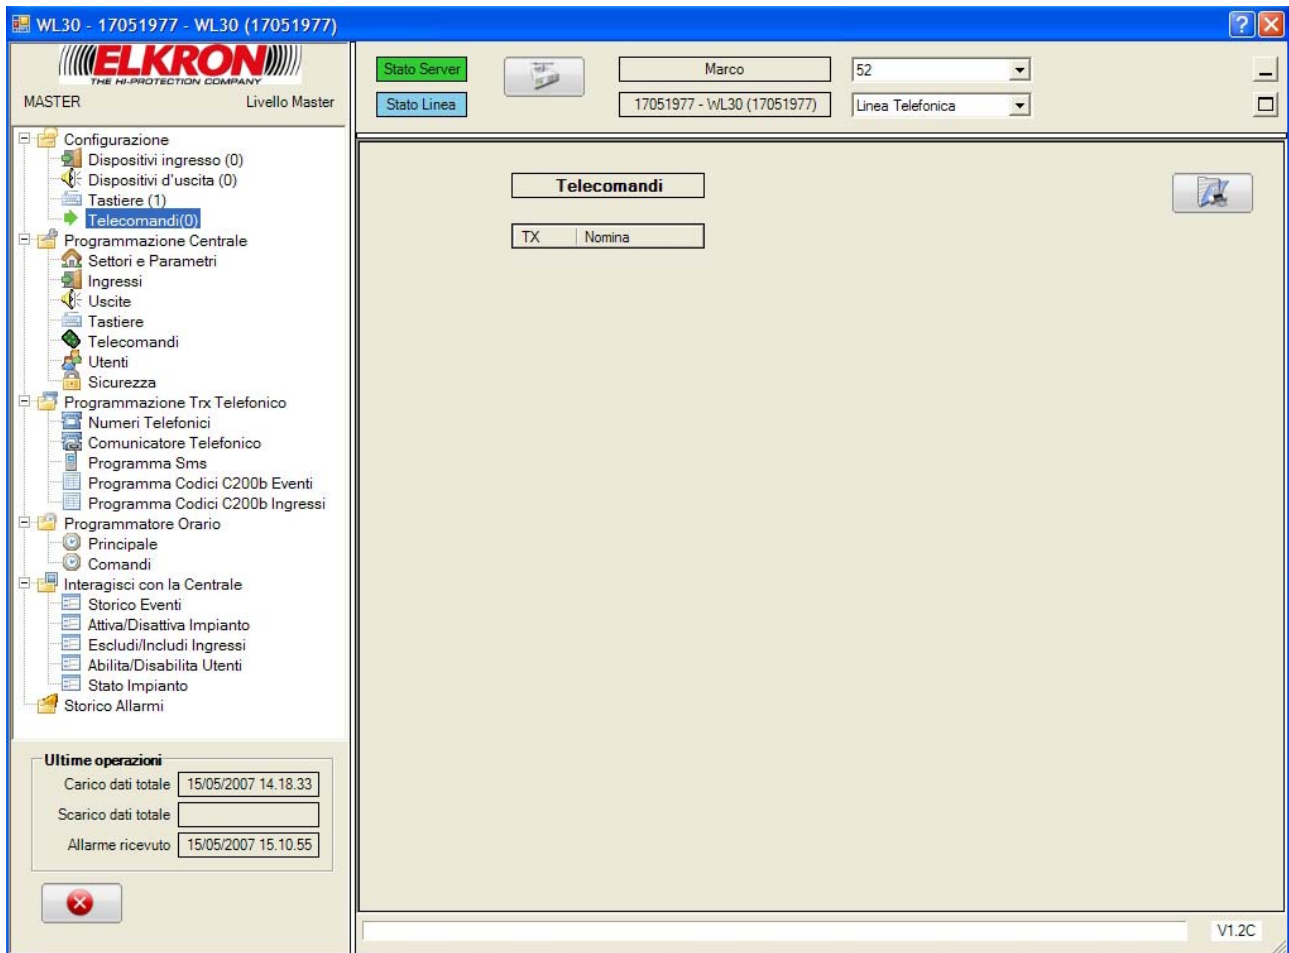 WL30 - 17051977 - WL30 (17051977)
ELKRON
THE HI-PROTECTION COMPANY
MASTER Livello Master
Stato Server Marco 52
Stato Linea 17051977 - WL30 (17051977) Linea Telefonica
Configurazione
Dispositivi ingresso (0)
Dispositivi d'uscita (0)
Tastiere (1)
Telecomandi(0)
Programmazione Centrale
Settori e Parametri
Ingressi
Uscite
Tastiere
Telecomandi
Utenti
Sicurezza
Programmazione Trx Telefonico
Numeri Telefonici
Comunicatore Telefonico
Programma Sms
Programma Codici C200b Eventi
Programma Codici C200b Ingressi
Programmatore Orario
Principale
Comandi
Interagisci con la Centrale
Storico Eventi
Attiva/Disattiva Impianto
Escludi/Includi Ingressi
Abilita/Disabilita Utenti
Stato Impianto
Storico Allarmi
Telecomandi
TX Nomina
Ultime operazioni
Carico dati totale 15/05/2007 14.18.33
Scarico dati totale
Allarme ricevuto 15/05/2007 15.10.55
V1.2C